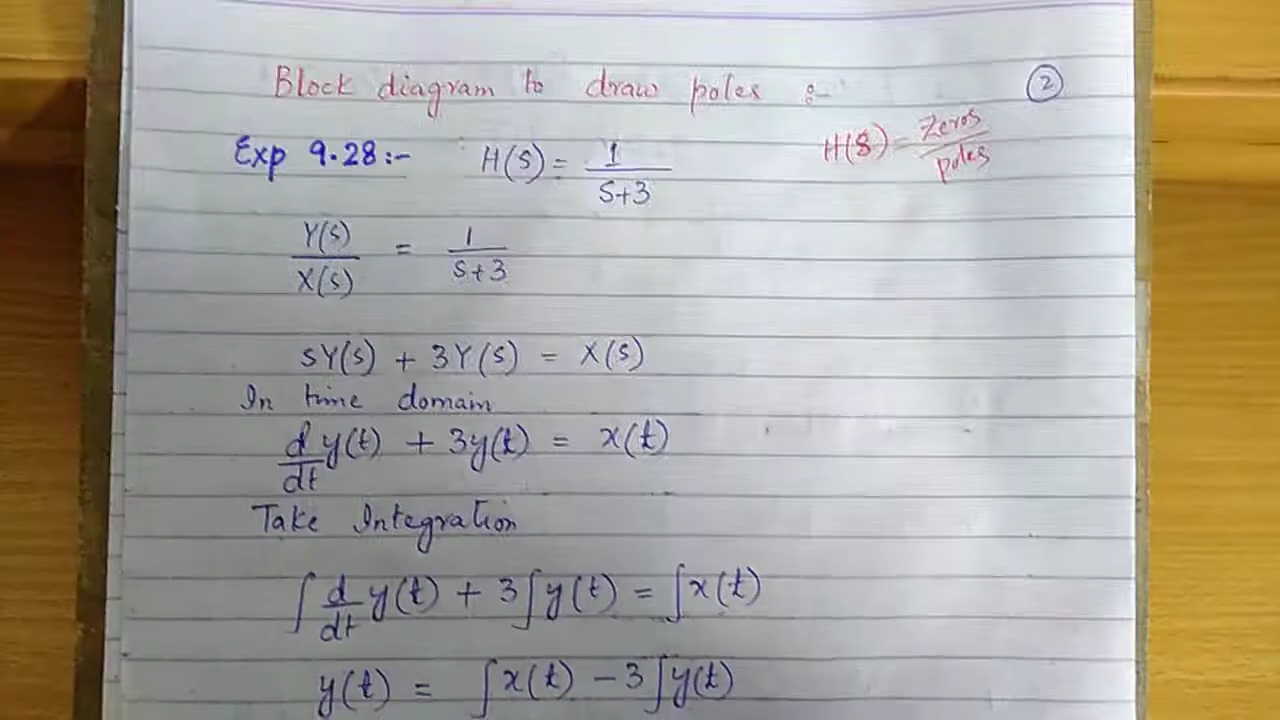 Block diagram to draw poles :-
②
Exp 9.28:- H(S) = 1/(S+3)
H(S) = Zeros/poles
Y(s)/X(s) = 1/(s+3)
sY(s) + 3Y(s) = X(s)
In time domain
d/dt y(t) + 3y(t) = x(t)
Take Integration
∫ d/dt y(t) + 3∫y(t) = ∫x(t)
y(t) = ∫x(t) - 3∫y(t)